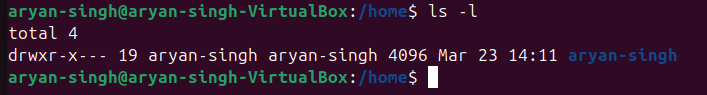 aryan-singh@aryan-singh-VirtualBox:/home$ ls -l
total 4
drwxr-x--- 19 aryan-singh aryan-singh 4096 Mar 23 14:11 aryan-singh
aryan-singh@aryan-singh-VirtualBox:/home$